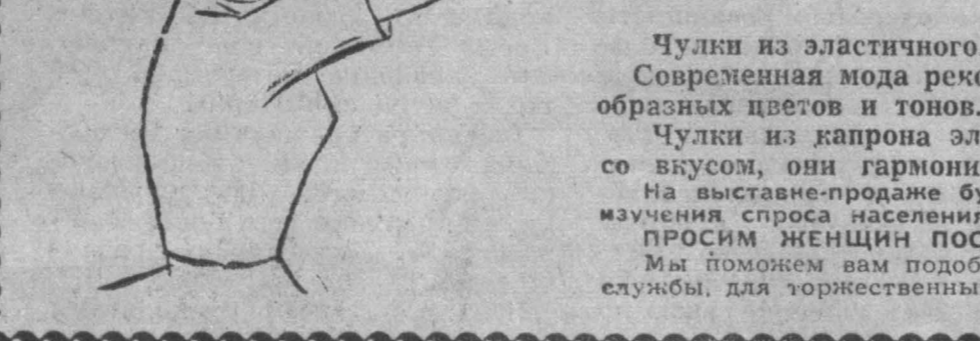 Чулки из эластичного
Современная мода реко
образных цветов и тонов.
Чулки из капрона эл
со вкусом, они гармони
На выставке-продаже бу
изучения спроса населения
ПРОСИМ ЖЕНЩИН ПОС
Мы поможем вам подоб
службы, для торжественны